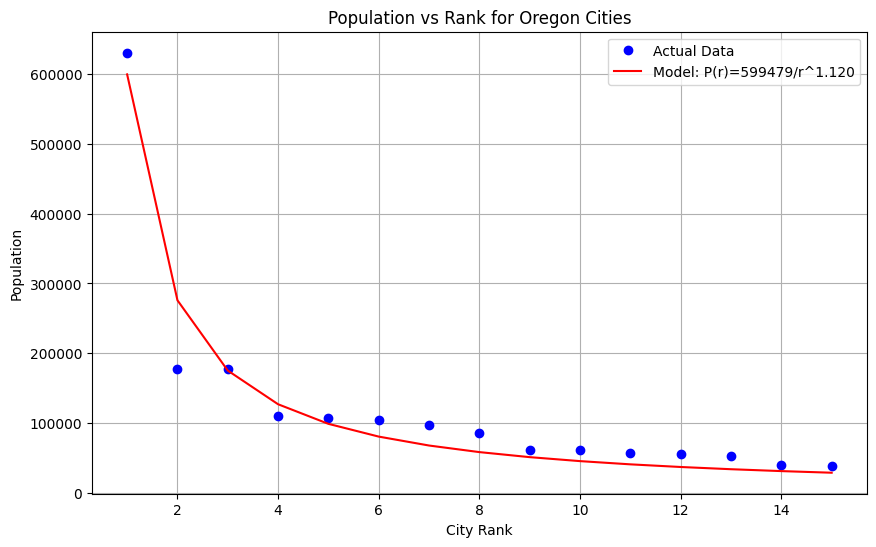 Population vs Rank for Oregon Cities
Actual Data
Model: P(r)=599479/r^1.120
Population
600000
500000
400000
300000
200000
100000
0
2
4
6
8
10
12
14
City Rank